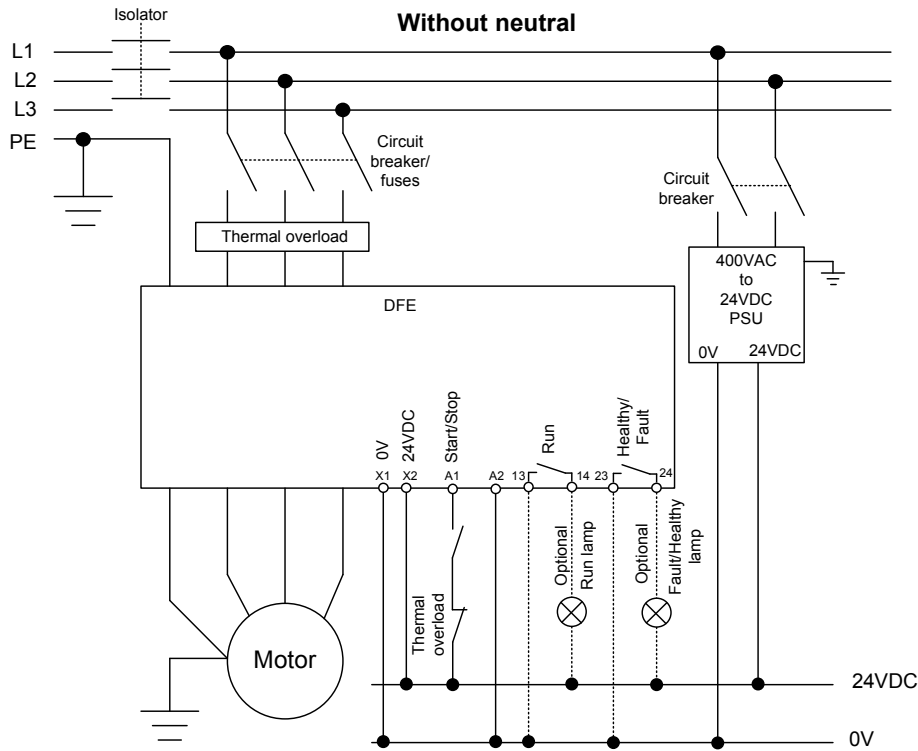 Without neutral
Isolator
L1
L2
L3
PE
Circuit
breaker/
fuses
Circuit
breaker
Thermal overload
400VAC
to
24VDC
PSU
0V
24VDC
DFE
0V
24VDC
Start/Stop
Run
Healthy/
Fault
X1
X2
A1
A2
13
14
23
24
Thermal
overload
Optional
Run lamp
Optional
Fault/Healthy
lamp
Motor
24VDC
0V